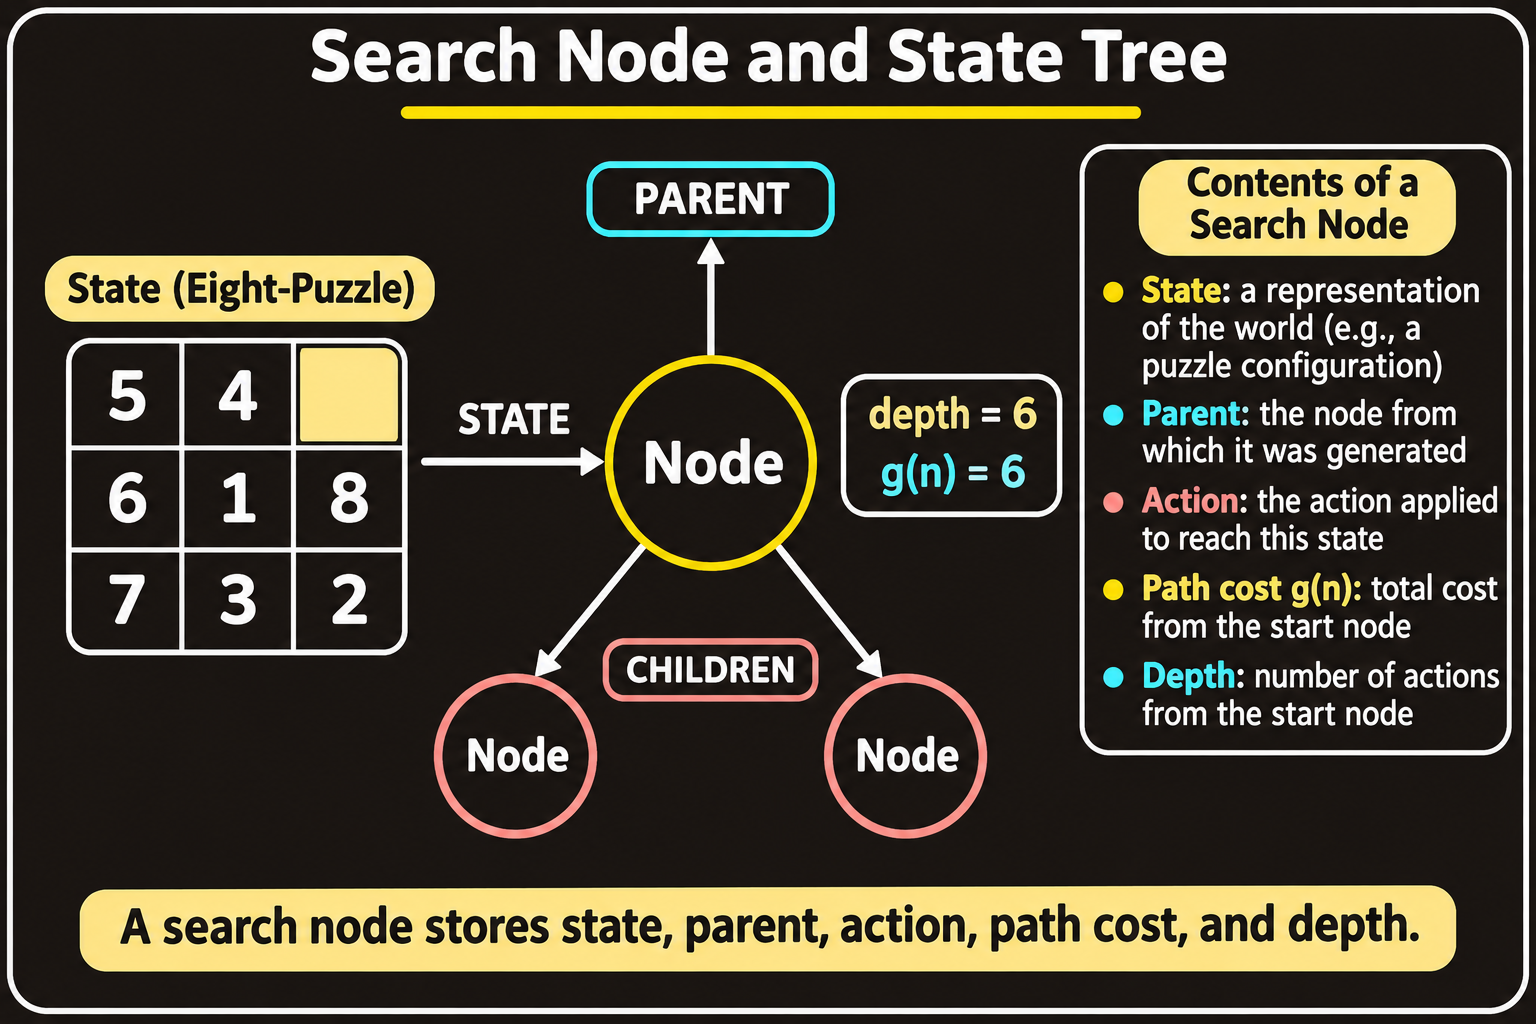 Search Node and State Tree
PARENT
State (Eight-Puzzle)
5 4
6 1 8
7 3 2
STATE
Node
depth = 6
g(n) = 6
CHILDREN
Node
Node
Contents of a
Search Node
State: a representation
of the world (e.g., a
puzzle configuration)
Parent: the node from
which it was generated
Action: the action applied
to reach this state
Path cost g(n): total cost
from the start node
Depth: number of actions
from the start node
A search node stores state, parent, action, path cost, and depth.